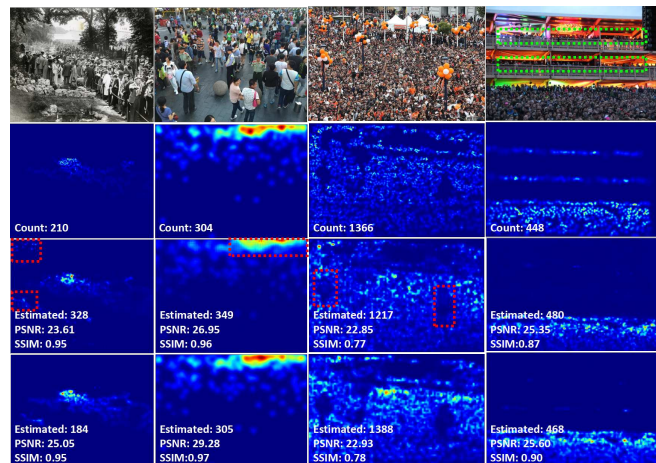 Count: 210
Count: 304
Count: 1366
Count: 448
Estimated: 328
PSNR: 23.61
SSIM: 0.95
Estimated: 349
PSNR: 26.95
SSIM: 0.96
Estimated: 1217
PSNR: 22.85
SSIM: 0.77
Estimated: 480
PSNR: 25.35
SSIM:0.87
Estimated: 184
PSNR: 25.05
SSIM: 0.95
Estimated: 305
PSNR: 29.28
SSIM:0.97
Estimated: 1388
PSNR: 22.93
SSIM: 0.78
Estimated: 468
PSNR: 25.60
SSIM: 0.90